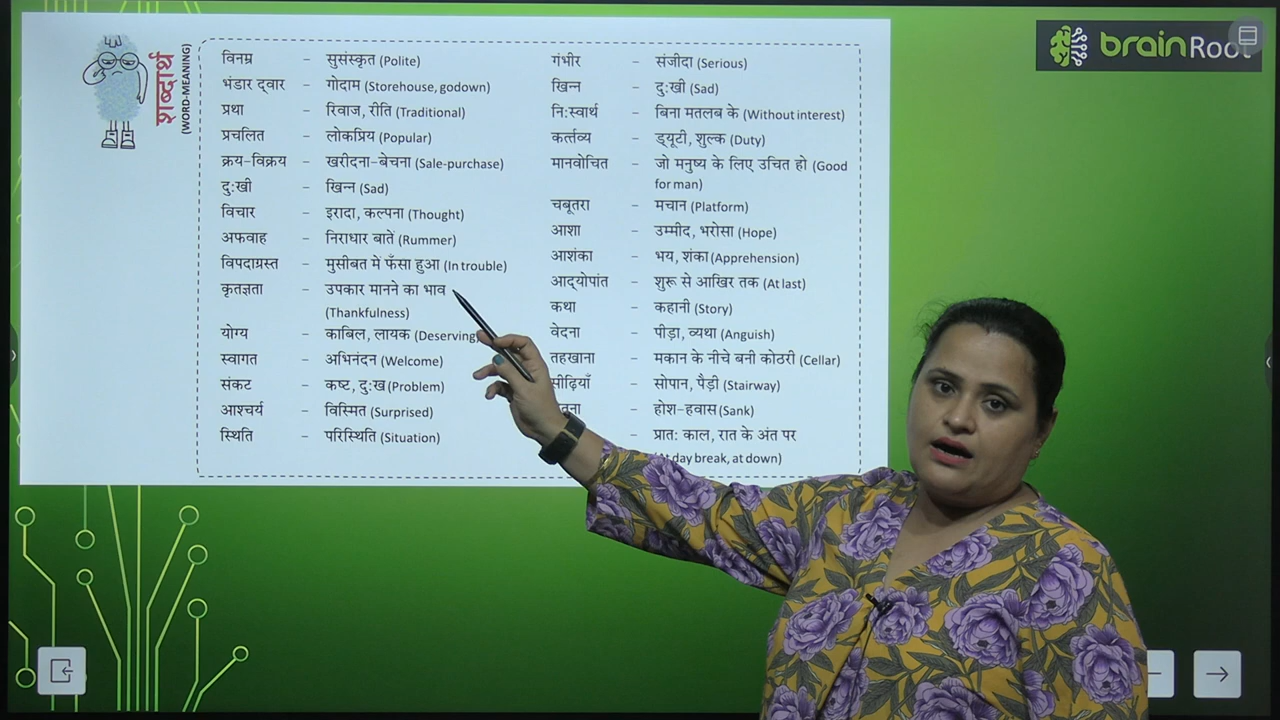 शब्दार्थ
(WORD-MEANING)
विनम्र – सुसंस्कृत (Polite)
भंडार द्वार – गोदाम (Storehouse, godown)
प्रथा – रिवाज, रीति (Traditional)
प्रचलित – लोकप्रिय (Popular)
क्रय-विक्रय – खरीदना-बेचना (Sale-purchase)
दुःखी – खिन्न (Sad)
विचार – इरादा, कल्पना (Thought)
अफवाह – निराधार बातें (Rummer)
विपदाग्रस्त – मुसीबत मे फँसा हुआ (In trouble)
कृतज्ञता – उपकार मानने का भाव
(Thankfulness)
योग्य – काबिल, लायक (Deserving)
स्वागत – अभिनंदन (Welcome)
संकट – कष्ट, दुःख (Problem)
आश्चर्य – विस्मित (Surprised)
स्थिति – परिस्थिति (Situation)
गंभीर – संजीदा (Serious)
खिन्न – दुःखी (Sad)
निःस्वार्थ – बिना मतलब के (Without interest)
कर्त्तव्य – ड्यूटी, शुल्क (Duty)
मानवोचित – जो मनुष्य के लिए उचित हो (Good
for man)
चबूतरा – मचान (Platform)
आशा – उम्मीद, भरोसा (Hope)
आशंका – भय, शंका (Apprehension)
आद्योपांत – शुरू से आखिर तक (At last)
कथा – कहानी (Story)
वेदना – पीड़ा, व्यथा (Anguish)
तहखाना – मकान के नीचे बनी कोठरी (Cellar)
सीढ़ियाँ – सोपान, पैड़ी (Stairway)
– होश-हवास (Sank)
– प्रातः काल, रात के अंत पर
day break, at down)
brain Root